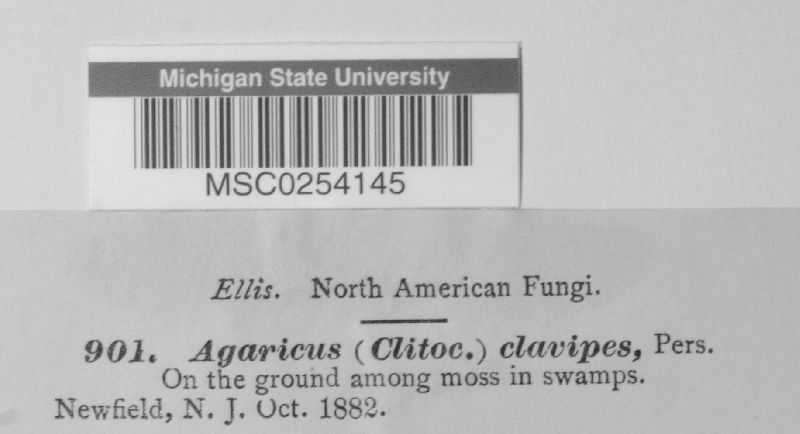 Michigan State University
MSC0254145
Ellis. North American Fungi.
901. Agaricus (Clitoc.) clavipes, Pers.
On the ground among moss in swamps.
Newfield, N. J. Oct. 1882.